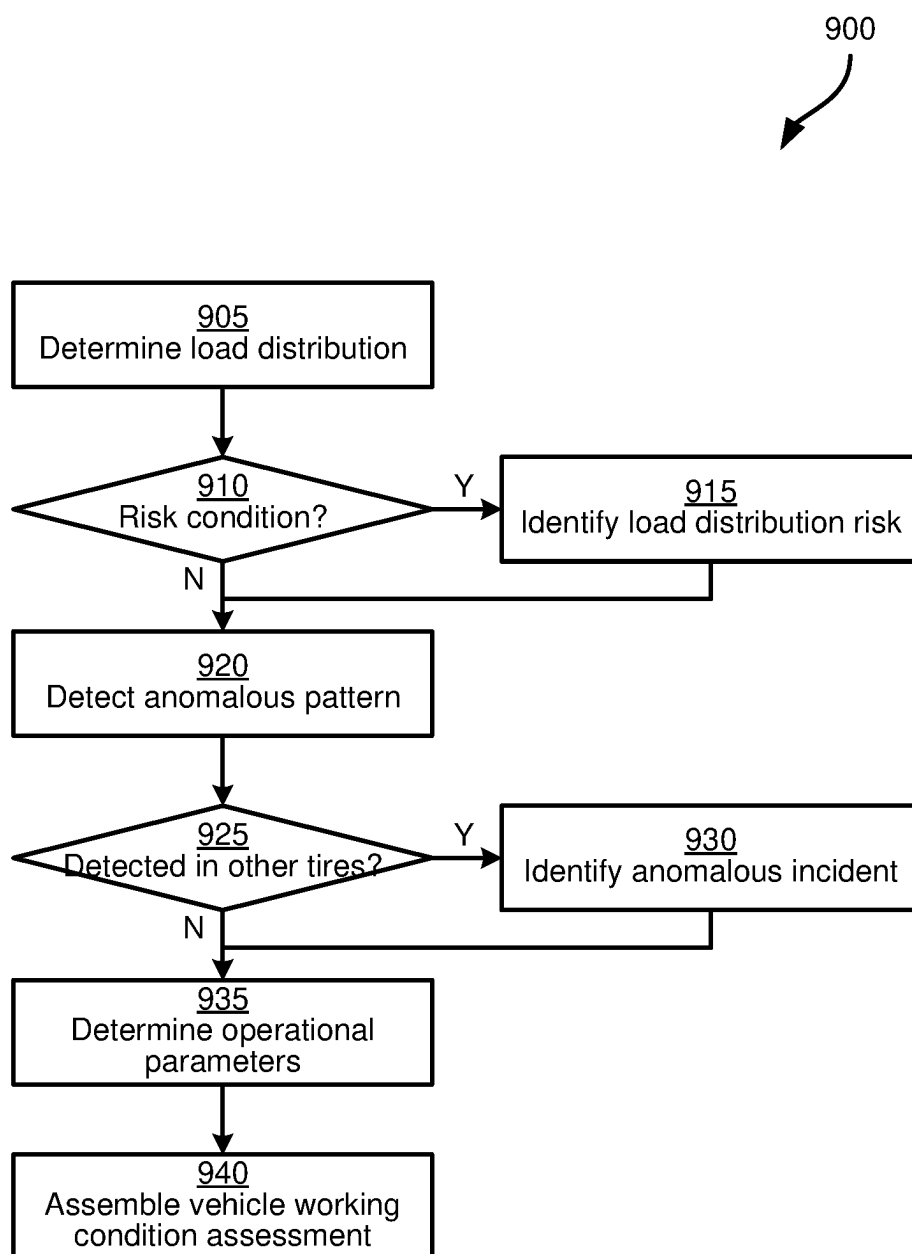 900
905
Determine load distribution
910
Risk condition?
Y
915
Identify load distribution risk
N
920
Detect anomalous pattern
925
Detected in other tires?
Y
930
Identify anomalous incident
N
935
Determine operational
parameters
940
Assemble vehicle working
condition assessment